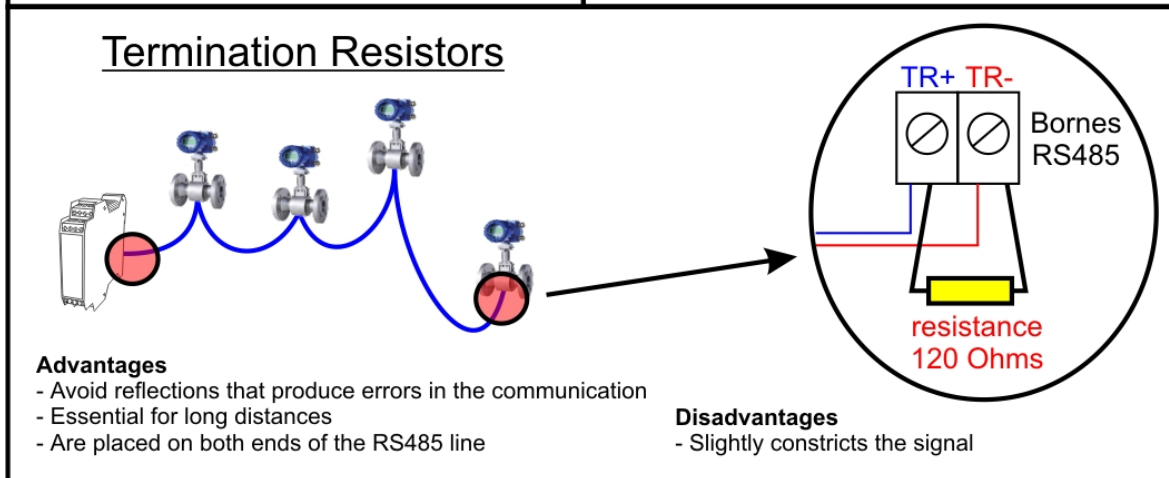 Termination Resistors
TR+ TR-
Bornes
RS485
resistance
120 Ohms
Advantages
- Avoid reflections that produce errors in the communication
- Essential for long distances
- Are placed on both ends of the RS485 line
Disadvantages
- Slightly constricts the signal